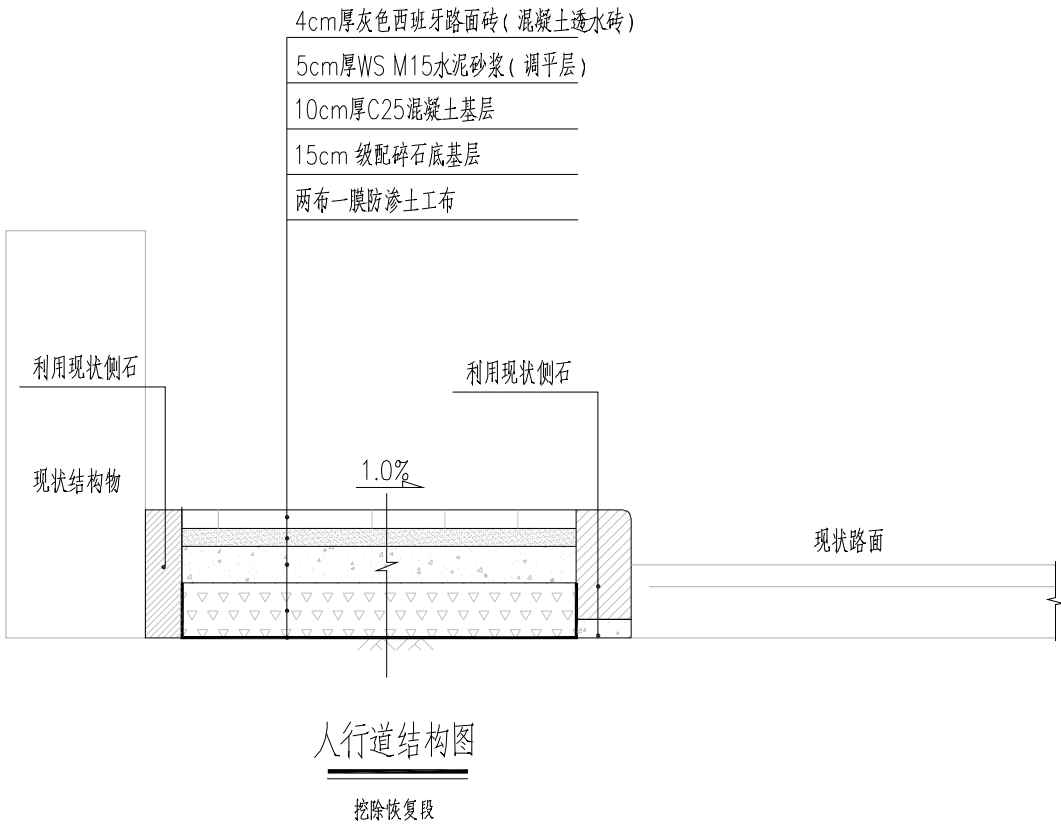 4cm厚灰色西班牙路面砖(混凝土透水砖)
5cm厚WS M15水泥砂浆(调平层)
10cm厚C25混凝土基层
15cm 级配碎石底基层
两布一膜防渗土工布
利用现状侧石
利用现状侧石
1.0%
现状结构物
现状路面
人行道结构图
挖除恢复段